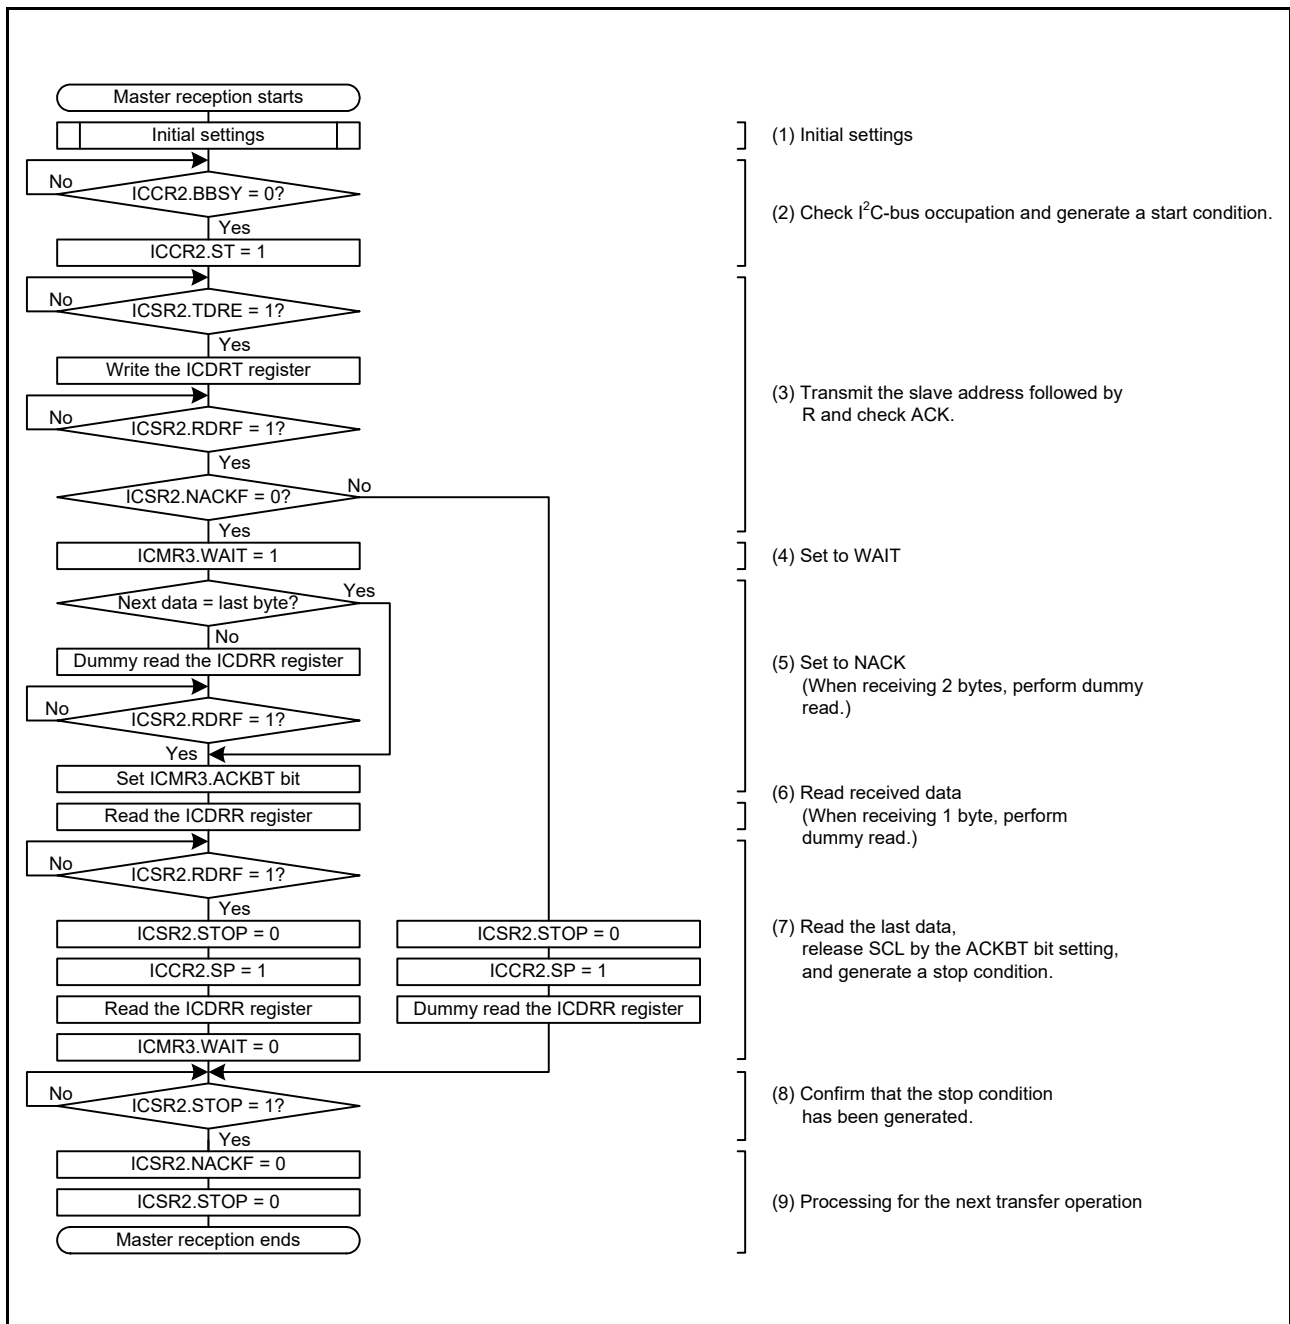 Master reception starts
Initial settings
(1) Initial settings
No
ICCR2.BBSY = 0?
Yes
(2) Check I²C-bus occupation and generate a start condition.
ICCR2.ST = 1
No
ICSR2.TDRE = 1?
Yes
Write the ICDRT register
(3) Transmit the slave address followed by
R and check ACK.
No
ICSR2.RDRF = 1?
Yes
ICSR2.NACKF = 0?
No
Yes
ICMR3.WAIT = 1
(4) Set to WAIT
Next data = last byte?
Yes
No
Dummy read the ICDRR register
(5) Set to NACK
(When receiving 2 bytes, perform dummy
read.)
No
ICSR2.RDRF = 1?
Yes
Set ICMR3.ACKBT bit
Read the ICDRR register
(6) Read received data
(When receiving 1 byte, perform
dummy read.)
No
ICSR2.RDRF = 1?
Yes
ICSR2.STOP = 0
ICCR2.SP = 1
Read the ICDRR register
ICMR3.WAIT = 0
ICSR2.STOP = 0
ICCR2.SP = 1
Dummy read the ICDRR register
(7) Read the last data,
release SCL by the ACKBT bit setting,
and generate a stop condition.
No
ICSR2.STOP = 1?
Yes
(8) Confirm that the stop condition
has been generated.
ICSR2.NACKF = 0
ICSR2.STOP = 0
(9) Processing for the next transfer operation
Master reception ends